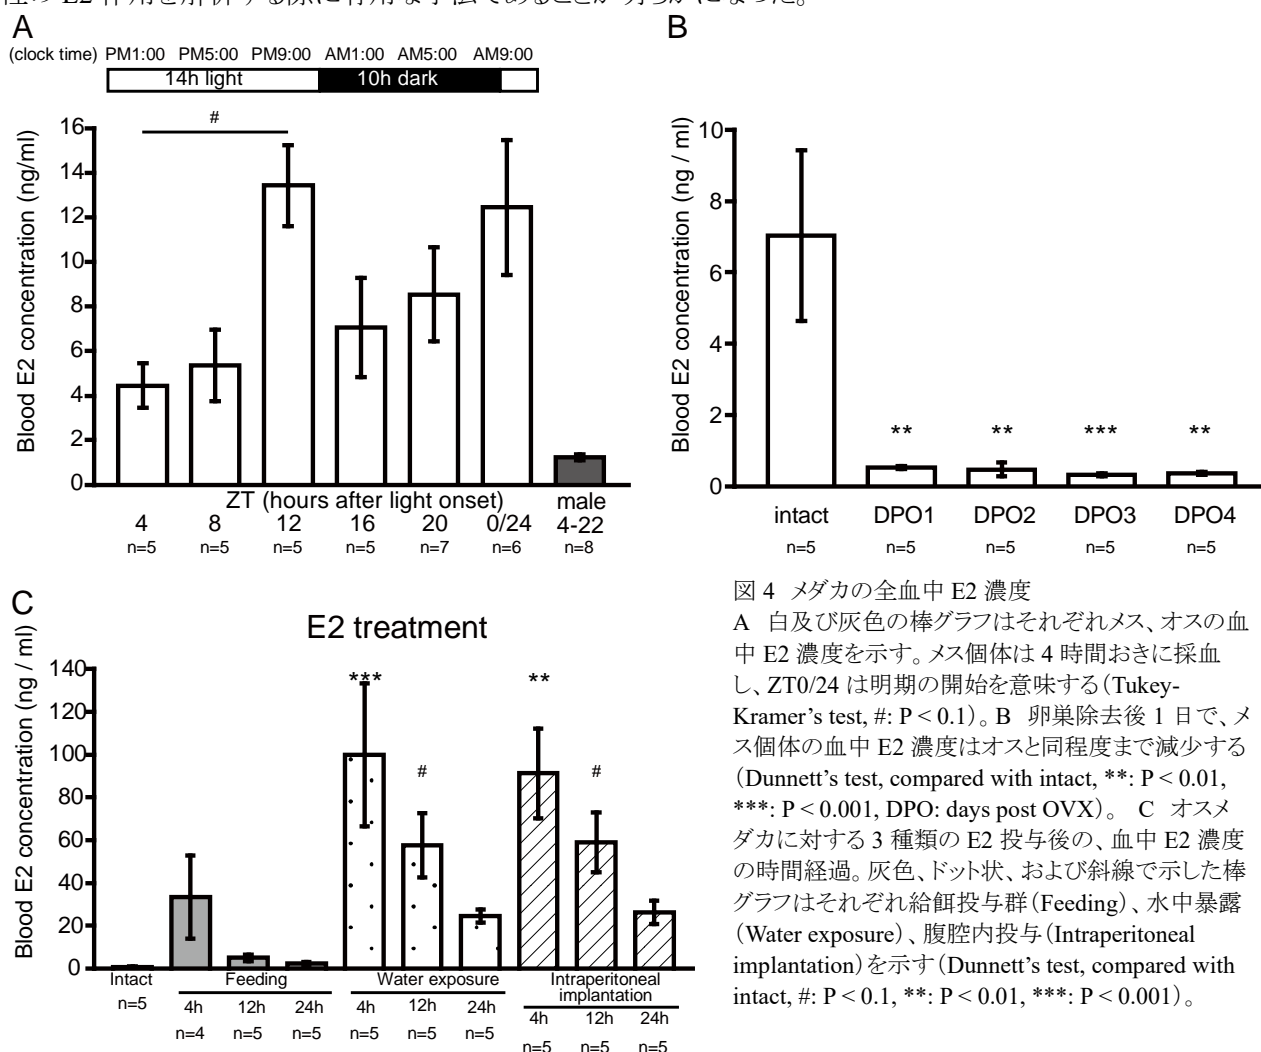 性の E2 作用を解析する際に有用な手法であることが明らかになった。
A
(clock time) PM1:00 PM5:00 PM9:00 AM1:00 AM5:00 AM9:00
14h light 10h dark
#
Blood E2 concentration (ng/ml)
16
14
12
10
8
6
4
2
0
ZT (hours after light onset) male
4 8 12 16 20 0/24 4-22
n=5 n=5 n=5 n=5 n=7 n=6 n=8
B
Blood E2 concentration (ng / ml)
10
8
6
4
2
0
** ** *** **
intact DPO1 DPO2 DPO3 DPO4
n=5 n=5 n=5 n=5 n=5
C
E2 treatment
Blood E2 concentration (ng / ml)
140
120
100
80
60
40
20
0
*** **
# #
Intact Feeding Water exposure Intraperitoneal
implantation
n=5 4h 12h 24h 4h 12h 24h 4h 12h 24h
n=4 n=5 n=5 n=5 n=5 n=5 n=5 n=5 n=5
図 4 メダカの全血中 E2 濃度
A 白及び灰色の棒グラフはそれぞれメス、オスの血
中 E2 濃度を示す。メス個体は 4 時間おきに採血
し、ZT0/24 は明期の開始を意味する（Tukey-
Kramer's test, #: P < 0.1）。B 卵巣除去後 1 日で、メ
ス個体の血中 E2 濃度はオスと同程度まで減少する
（Dunnett's test, compared with intact, **: P < 0.01,
***: P < 0.001, DPO: days post OVX）。 C オスメ
ダカに対する 3 種類の E2 投与後の、血中 E2 濃度
の時間経過。灰色、ドット状、および斜線で示した棒
グラフはそれぞれ給餌投与群（Feeding）、水中暴露
（Water exposure）、腹腔内投与（Intraperitoneal
implantation）を示す（Dunnett's test, compared with
intact, #: P < 0.1, **: P < 0.01, ***: P < 0.001）。